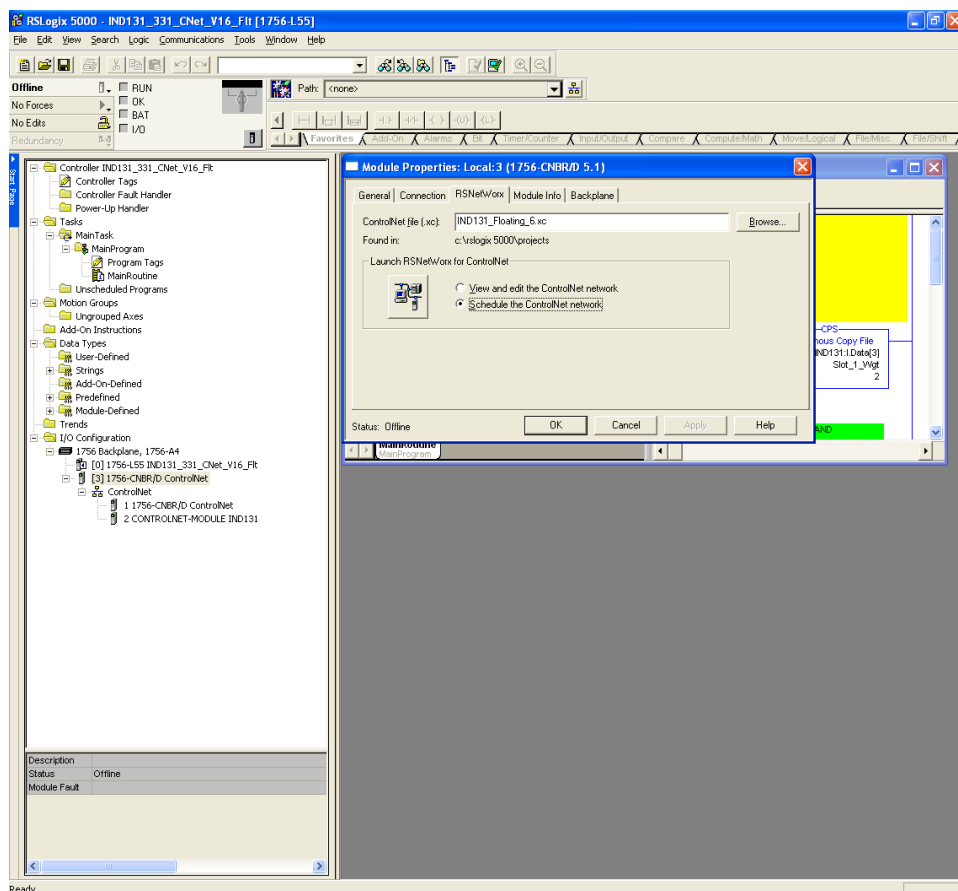 RSLogix 5000 - IND131_331_CNet_V16_Flt [1756-L55]
File Edit View Search Logic Communications Tools Window Help
Offline
RUN
Path: <none>
No Forces
OK
No Edits
BAT
Redundancy
I/O
Favorites Add-On Alarms Bit Timer/Counter Input/Output Compare Compute/Math Move/Logical File/Misc. File/Shift
Start Page
Controller IND131_331_CNet_V16_Flt
Controller Tags
Controller Fault Handler
Power-Up Handler
Tasks
MainTask
MainProgram
Program Tags
MainRoutine
Unscheduled Programs
Motion Groups
Ungrouped Axes
Add-On Instructions
Data Types
User-Defined
Strings
Add-On-Defined
Predefined
Module-Defined
Trends
I/O Configuration
1756 Backplane, 1756-A4
[0] 1756-L55 IND131_331_CNet_V16_Flt
[3] 1756-CNBR/D ControlNet
ControlNet
1 1756-CNBR/D ControlNet
2 CONTROLNET-MODULE IND131
Description
Status Offline
Module Fault
Module Properties: Local:3 (1756-CNBR/D 5.1)
General Connection RSNetWorx Module Info Backplane
ControlNet file (.xc): IND131_Floating_6.xc Browse...
Found in: c:\rslogix 5000\projects
Launch RSNetWorx for ControlNet
View and edit the ControlNet network
Schedule the ControlNet network
Status: Offline OK Cancel Apply Help
CPS
nous Copy File
IND131:I.Data[3]
Slot_1_Wgt
2
AND
MainRoutine
MainProgram
Ready